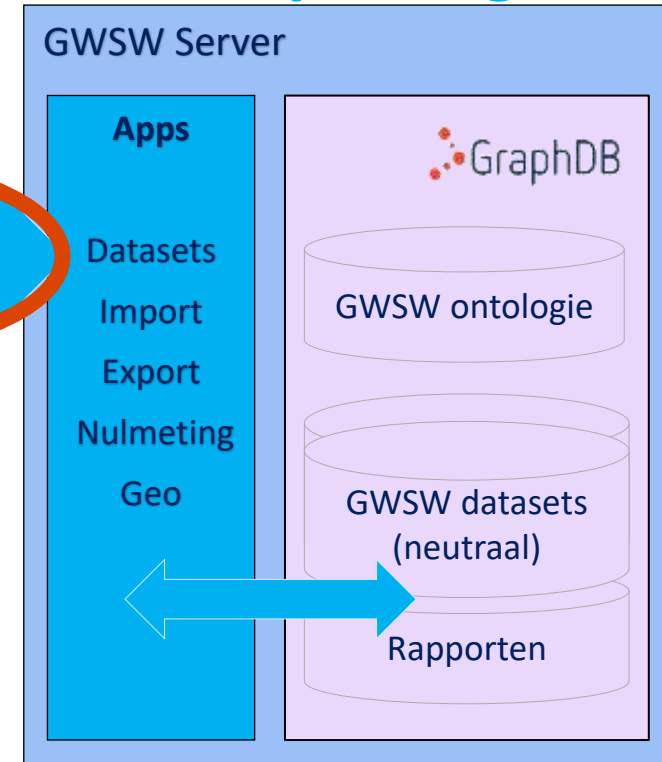 GWSW Server
Apps
Datasets
Import
Export
Nulmeting
Geo
GraphDB
GWSW ontologie
GWSW datasets
(neutraal)
Rapporten